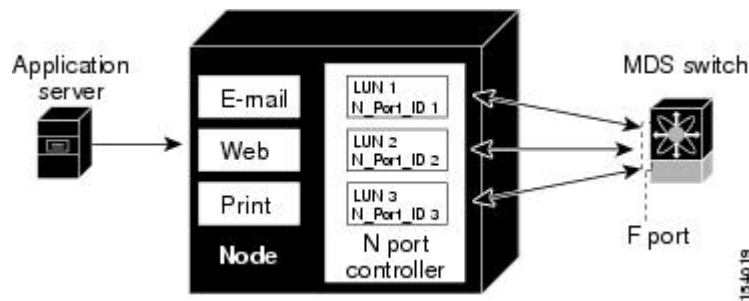 Application
server
E-mail
Web
Print
Node
LUN 1
N_Port_ID 1
LUN 2
N_Port_ID 2
LUN 3
N_Port_ID 3
N port
controller
MDS switch
F port
154019